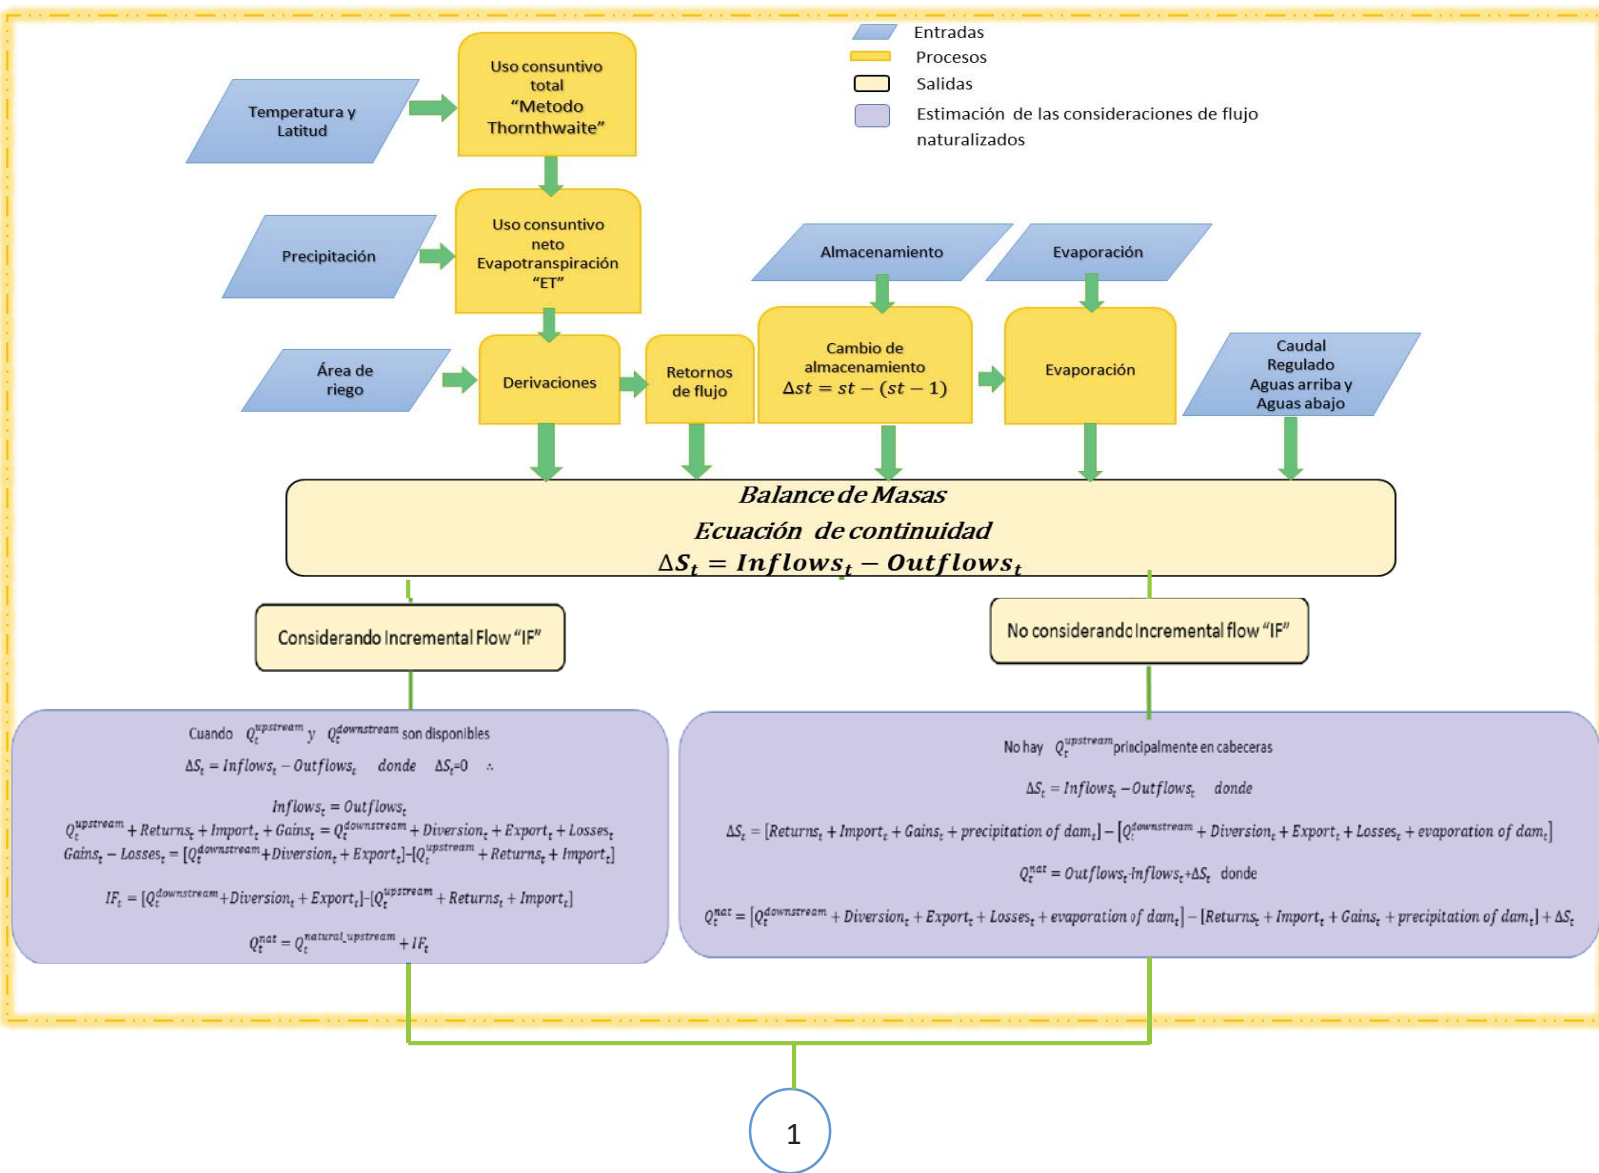 Entradas
Procesos
Salidas
Estimación de las consideraciones de flujo
naturalizados
Temperatura y
Latitud
Uso consuntivo
total
“Metodo
Thornthwaite”
Precipitación
Uso consuntivo
neto
Evapotranspiración
“ET”
Almacenamiento
Evaporación
Área de
riego
Derivaciones
Retornos
de flujo
Cambio de
almacenamiento
Δst = st − (st − 1)
Evaporación
Caudal
Regulado
Aguas arriba y
Aguas abajo
Balance de Masas
Ecuación de continuidad
ΔS_t = Inflows_t − Outflows_t
Considerando Incremental Flow “IF”
No considerando Incremental flow “IF”
Cuando Q_t^upstream y Q_t^downstream son disponibles
ΔS_t = Inflows_t − Outflows_t donde ΔS_t=0 ∴
Inflows_t = Outflows_t
Q_t^upstream + Returns_t + Import_t + Gains_t = Q_t^downstream + Diversion_t + Export_t + Losses_t
Gains_t − Losses_t = [Q_t^downstream+Diversion_t + Export_t]-[Q_t^upstream + Returns_t + Import_t]
IF_t = [Q_t^downstream+Diversion_t + Export_t]-[Q_t^upstream + Returns_t + Import_t]
Q_t^nat = Q_t^natural_upstream + IF_t
No hay Q_t^upstream principalmente en cabeceras
ΔS_t = Inflows_t − Outflows_t donde
ΔS_t = [Returns_t + Import_t + Gains_t + precipitation of dam_t] − [Q_t^downstream + Diversion_t + Export_t + Losses_t + evaporation of dam_t]
Q_t^nat = Outflows_t-Inflows_t+ΔS_t donde
Q_t^nat = [Q_t^downstream + Diversion_t + Export_t + Losses_t + evaporation of dam_t] − [Returns_t + Import_t + Gains_t + precipitation of dam_t] + ΔS_t
1